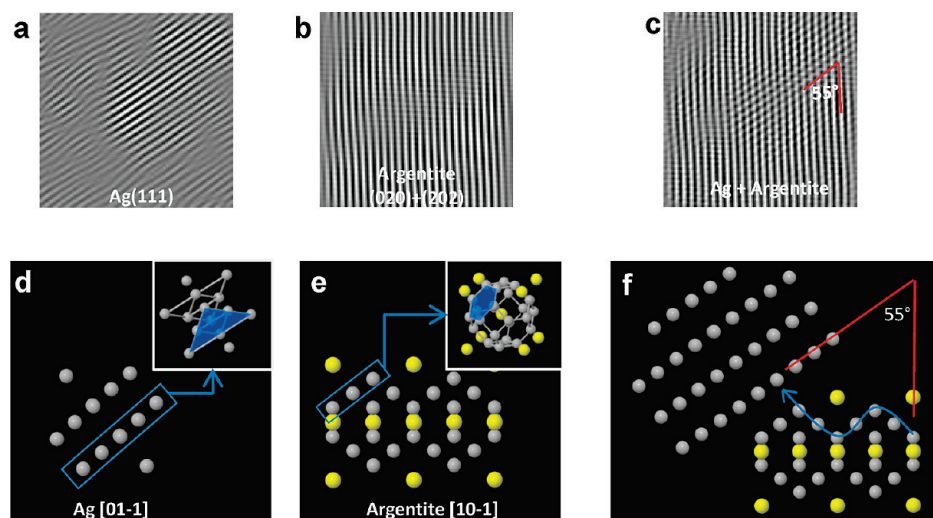 a
b
c
55°
Ag(111)
Argentite
(020)+(202)
Ag + Argentite
d
e
f
55°
Ag [01-1]
Argentite [10-1]